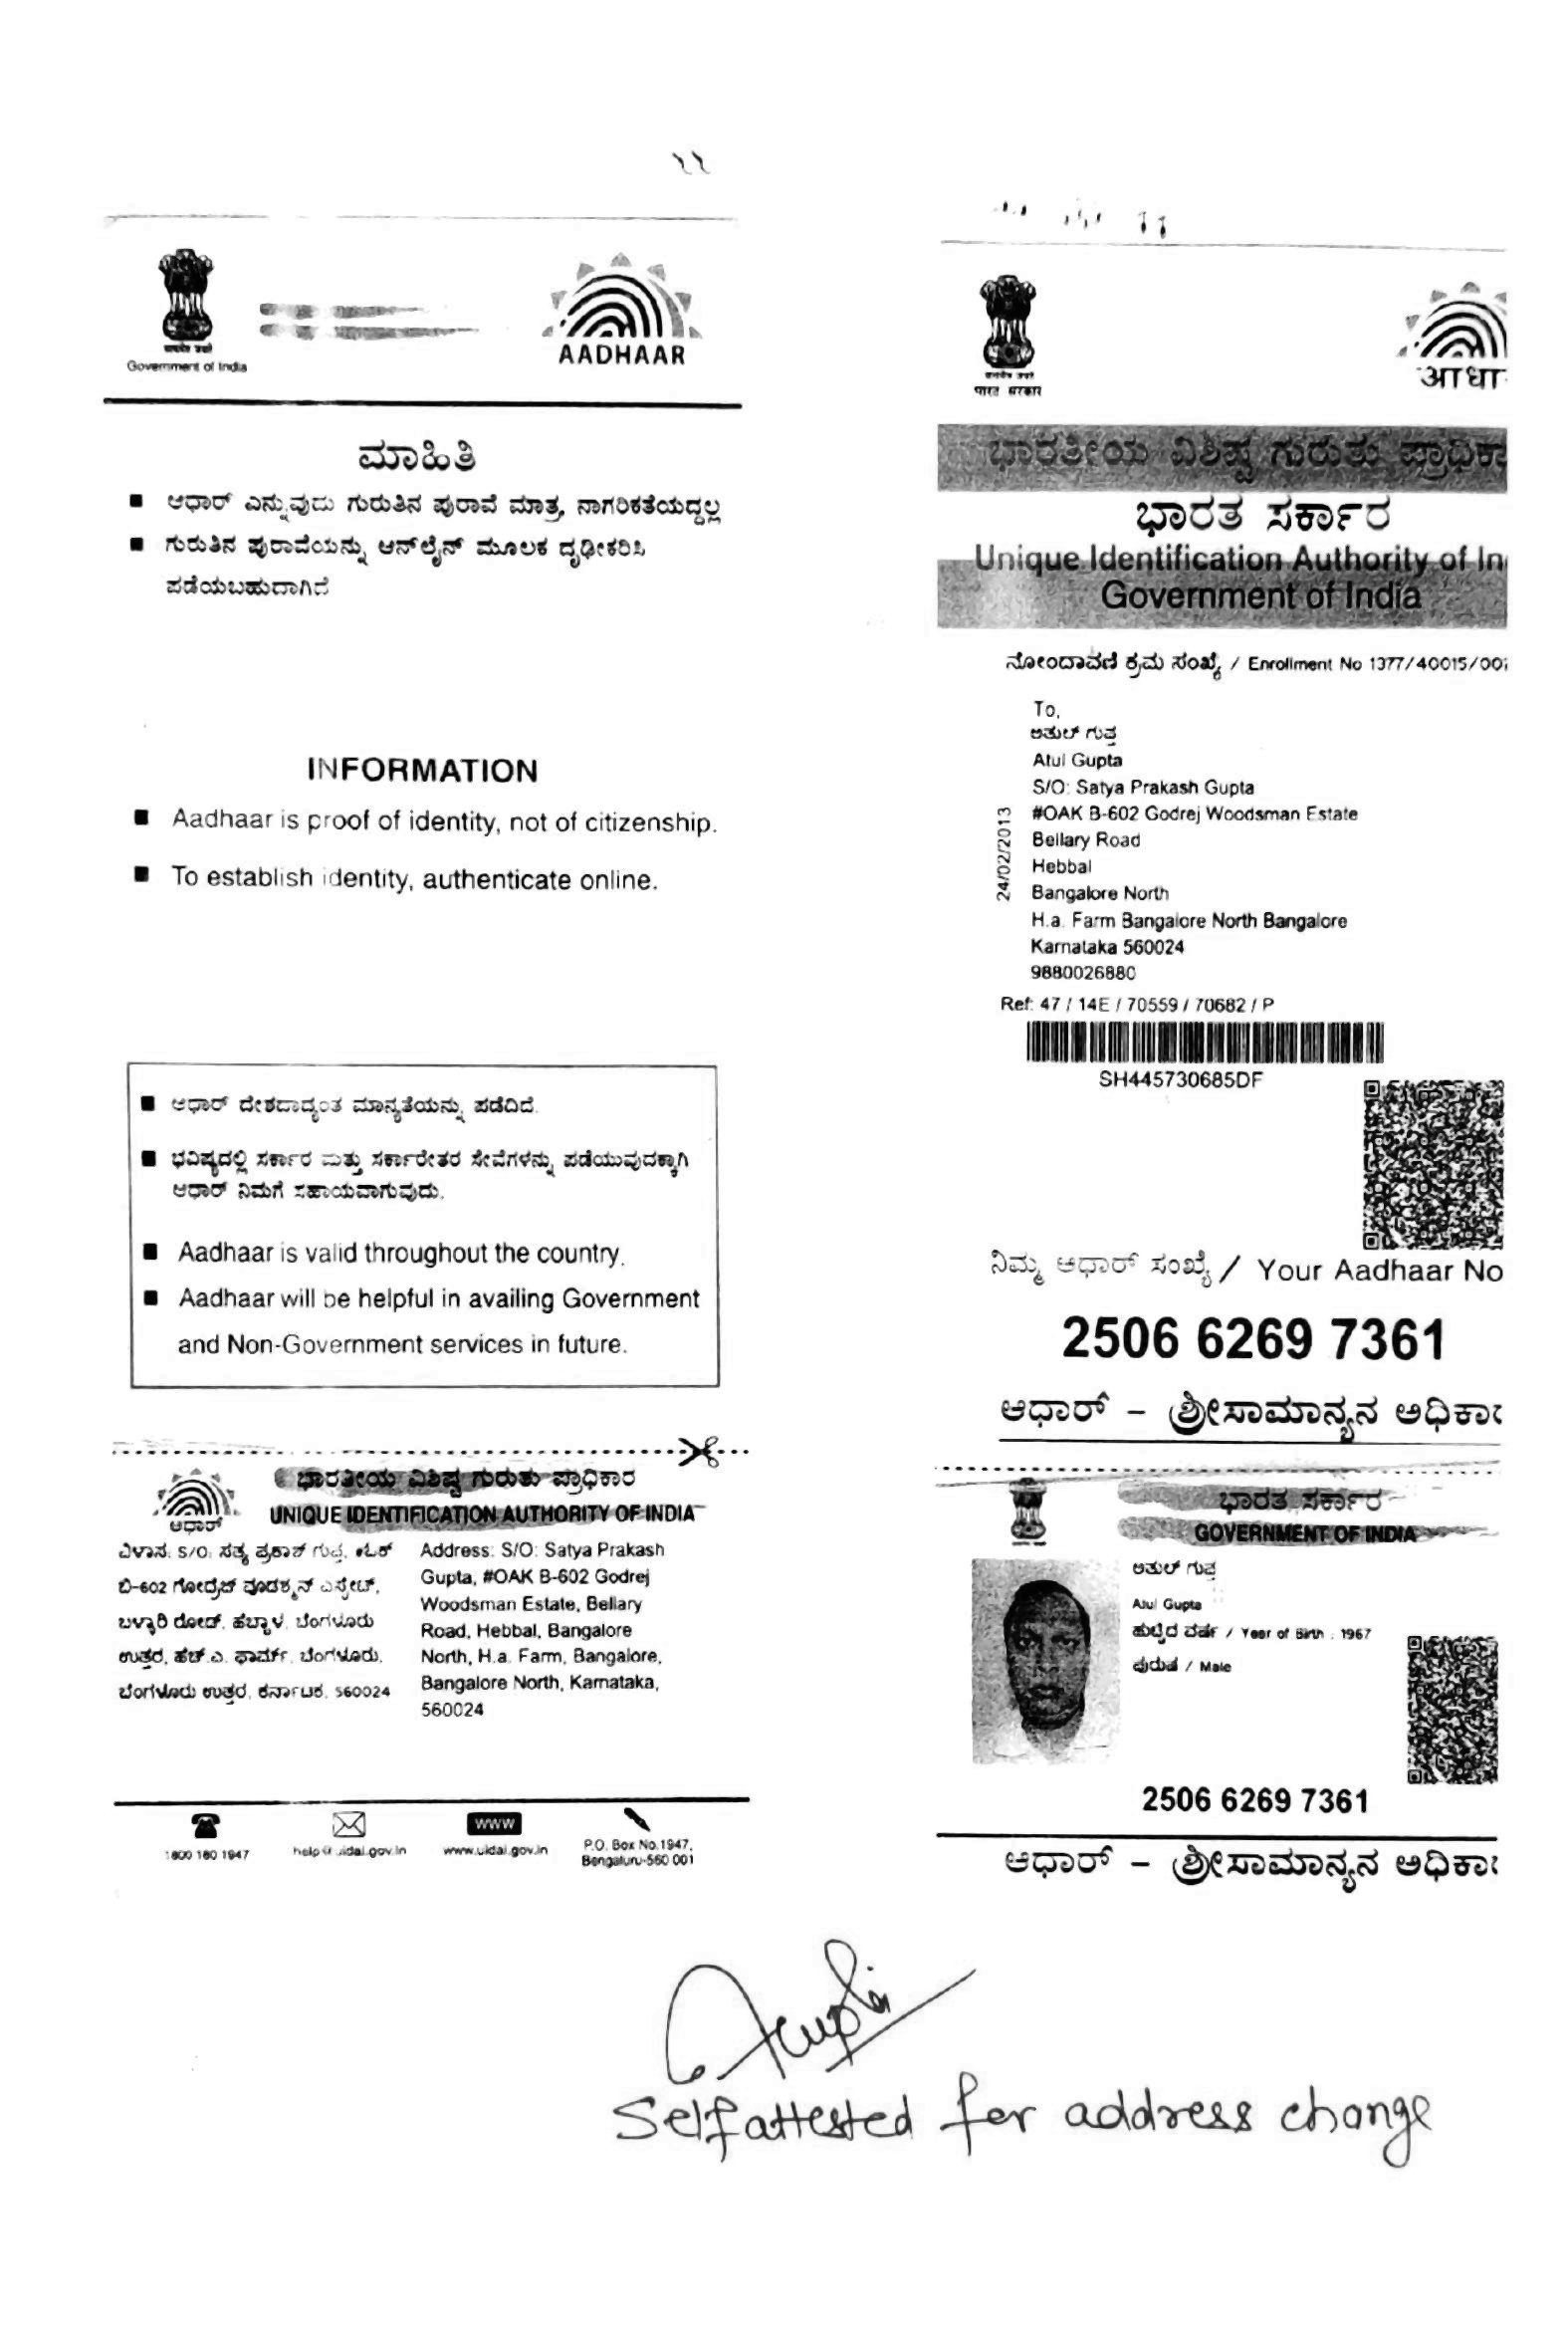 Government of India
AADHAAR
ಮಾಹಿತಿ
■ ಆಧಾರ್ ಎನ್ನುವುದು ಗುರುತಿನ ಪುರಾವೆ ಮಾತ್ರ, ನಾಗರಿಕತೆಯದ್ದಲ್ಲ
■ ಗುರುತಿನ ಪುರಾವೆಯನ್ನು ಆನ್‌ಲೈನ್ ಮೂಲಕ ದೃಢೀಕರಿಸಿ
ಪಡೆಯಬಹುದಾಗಿದೆ
INFORMATION
■ Aadhaar is proof of identity, not of citizenship.
■ To establish identity, authenticate online.
■ ಆಧಾರ್ ದೇಶದಾದ್ಯಂತ ಮಾನ್ಯತೆಯನ್ನು ಪಡೆದಿದೆ.
■ ಭವಿಷ್ಯದಲ್ಲಿ ಸರ್ಕಾರ ಮತ್ತು ಸರ್ಕಾರೇತರ ಸೇವೆಗಳನ್ನು ಪಡೆಯುವುದಕ್ಕಾಗಿ
ಆಧಾರ್ ನಿಮಗೆ ಸಹಾಯವಾಗುವುದು.
■ Aadhaar is valid throughout the country.
■ Aadhaar will be helpful in availing Government
and Non-Government services in future.
ಭಾರತೀಯ ವಿಶಿಷ್ಟ ಗುರುತು ಪ್ರಾಧಿಕಾರ
UNIQUE IDENTIFICATION AUTHORITY OF INDIA
ಆಧಾರ್
ವಿಳಾಸ: S/O: ಸತ್ಯ ಪ್ರಕಾಶ್ ಗುಪ್ತ, #ಓಕ್
ಬಿ-602 ಗೋದ್ರೆಜ್ ವೂಡಶ್ಮನ್ ಎಸ್ಟೇಟ್,
ಬಳ್ಳಾರಿ ರೋಡ್, ಹೆಬ್ಬಾಳ, ಬೆಂಗಳೂರು
ಉತ್ತರ, ಹೆಚ್.ಎ. ಫಾರ್ಮ್, ಬೆಂಗಳೂರು,
ಬೆಂಗಳೂರು ಉತ್ತರ, ಕರ್ನಾಟಕ, 560024
Address: S/O: Satya Prakash
Gupta, #OAK B-602 Godrej
Woodsman Estate, Bellary
Road, Hebbal, Bangalore
North, H.a. Farm, Bangalore,
Bangalore North, Karnataka,
560024
1800 180 1947
help@uidai.gov.in
www
www.uidai.gov.in
P.O. Box No.1947,
Bengaluru-560 001
भारत सरकार
आधा
ಭಾರತೀಯ ವಿಶಿಷ್ಟ ಗುರುತು ಪ್ರಾಧಿಕಾ
ಭಾರತ ಸರ್ಕಾರ
Unique Identification Authority of In
Government of India
ನೋಂದಾವಣಿ ಕ್ರಮ ಸಂಖ್ಯೆ / Enrollment No 1377/40015/00
To,
ಅತುಲ್ ಗುಪ್ತ
Atul Gupta
S/O: Satya Prakash Gupta
#OAK B-602 Godrej Woodsman Estate
Bellary Road
Hebbal
Bangalore North
H.a. Farm Bangalore North Bangalore
Karnataka 560024
9880026880
24/02/2013
Ref: 47 / 14E / 70559 / 70682 / P
SH445730685DF
ನಿಮ್ಮ ಆಧಾರ್ ಸಂಖ್ಯೆ / Your Aadhaar No
2506 6269 7361
ಆಧಾರ್ – ಶ್ರೀಸಾಮಾನ್ಯನ ಅಧಿಕಾ
ಭಾರತ ಸರ್ಕಾರ
GOVERNMENT OF INDIA
ಅತುಲ್ ಗುಪ್ತ
Atul Gupta
ಹುಟ್ಟಿದ ವರ್ಷ / Year of Birth : 1967
ಪುರುಷ / Male
2506 6269 7361
ಆಧಾರ್ – ಶ್ರೀಸಾಮಾನ್ಯನ ಅಧಿಕಾ
Gupta
Self attested for address change